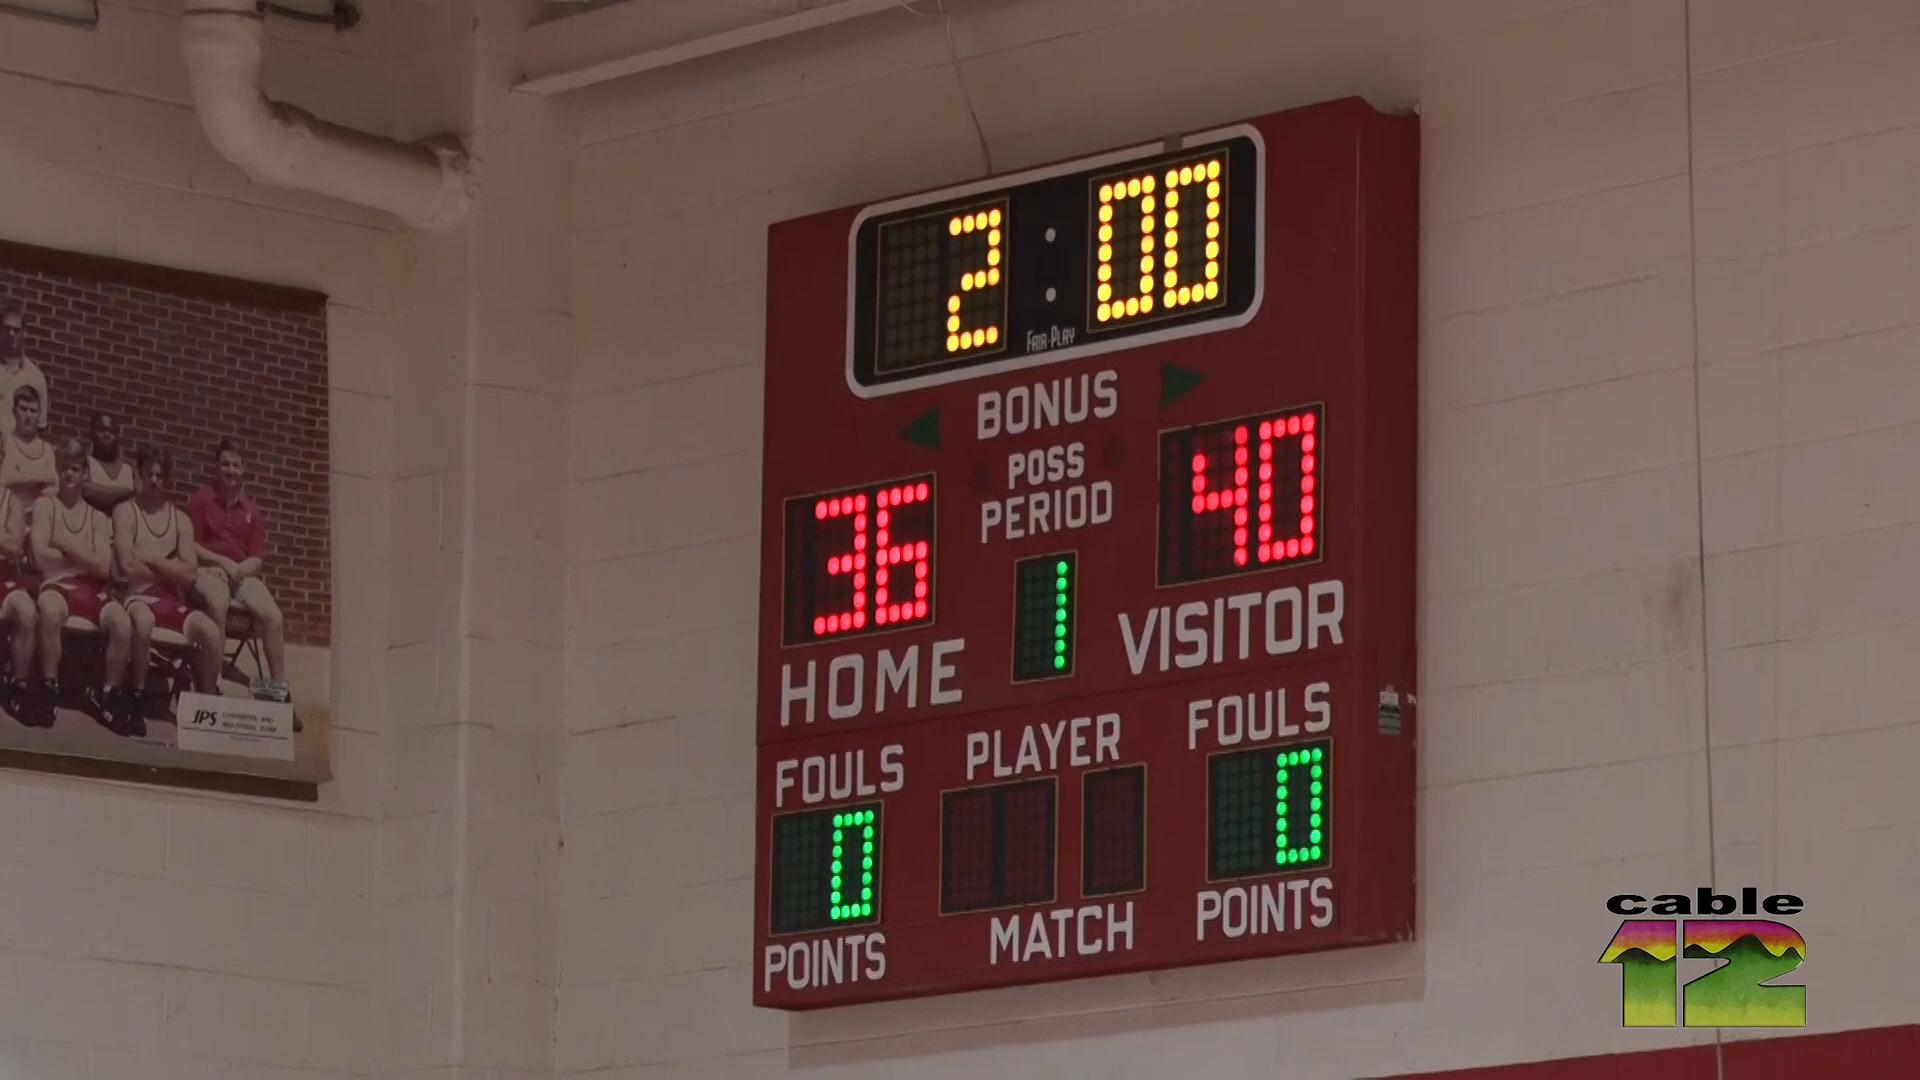 2:00
FAIR-PLAY
BONUS
POSS
PERIOD
36
1
40
HOME
VISITOR
FOULS
PLAYER
FOULS
0
0
POINTS
MATCH
POINTS
JPS
cable
12